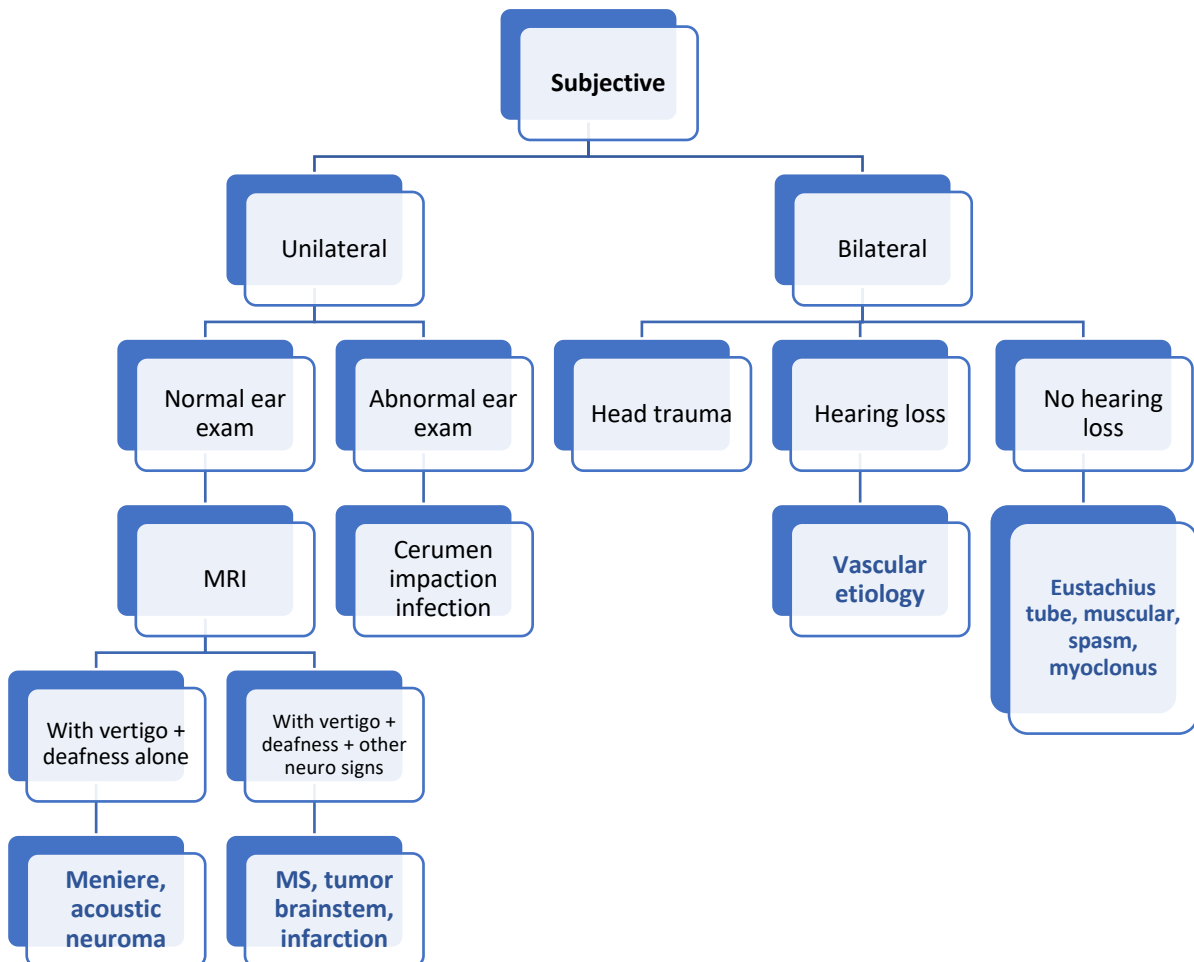 Subjective
Unilateral
Bilateral
Normal ear
exam
Abnormal ear
exam
Head trauma
Hearing loss
No hearing
loss
MRI
Cerumen
impaction
infection
Vascular
etiology
Eustachius
tube, muscular,
spasm,
myoclonus
With vertigo +
deafness alone
With vertigo +
deafness + other
neuro signs
Meniere,
acoustic
neuroma
MS, tumor
brainstem,
infarction